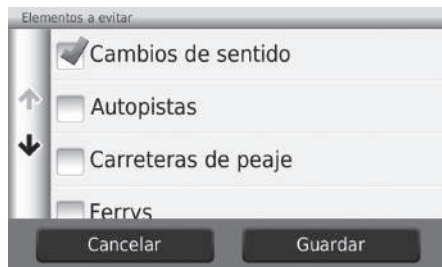 Elementos a evitar
Cambios de sentido
Autopistas
Carreteras de peaje
Ferrys
Cancelar
Guardar